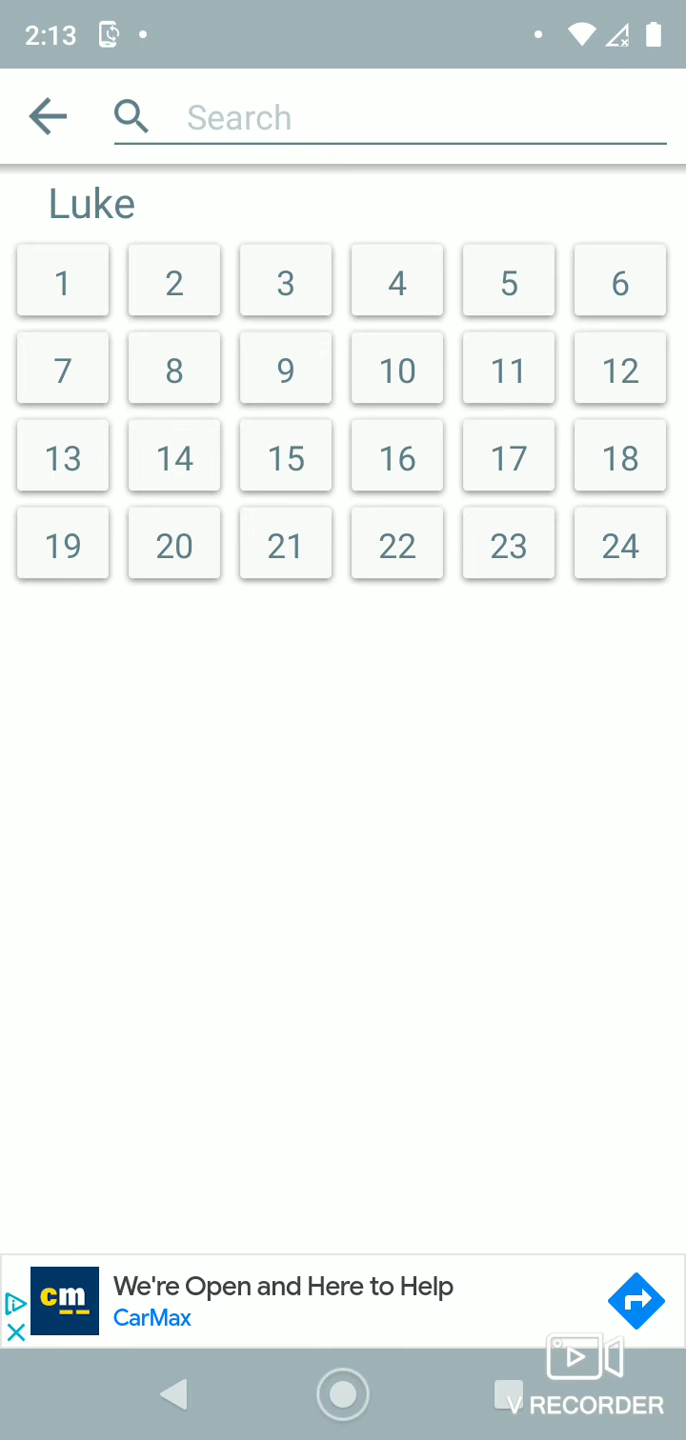 2:13
Search
Luke
1 2 3 4 5 6
7 8 9 10 11 12
13 14 15 16 17 18
19 20 21 22 23 24
cm
We're Open and Here to Help
CarMax
V RECORDER